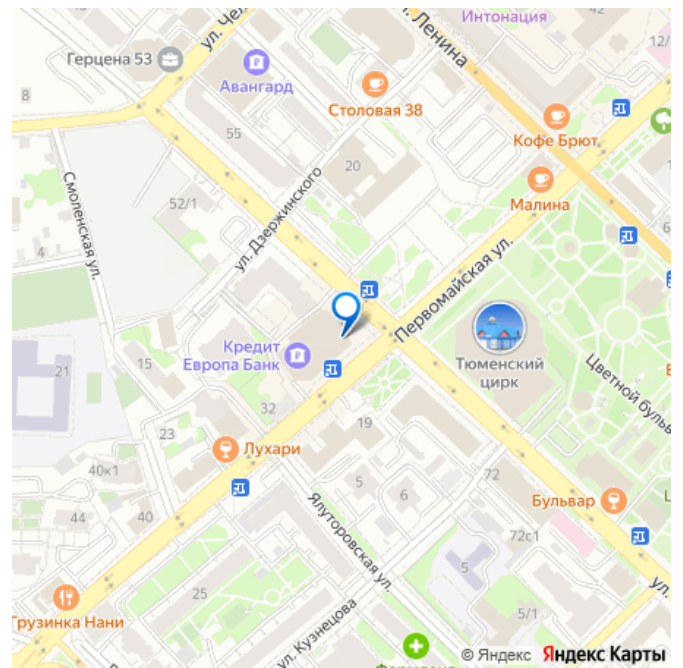 Интонация
42
12/
Герцена 53
ул. Чел
Ленина
Авангард
8
Столовая 38
Кофе Брют
55
20
Смоленская ул.
52/1
ул. Дзержинского
Малина
4
Первомайская ул.
Тюменский
цирк
Кредит
Европа Банк
15
21
Цветной бульва
32
19
23
Лухари
40к1
5
6
72
Бульвар
44
40
Ялуторовская ул.
72с1
5
ул.
25
Грузинка Нани
ул. Кузнецова
5/1
© Яндекс Яндекс Карты